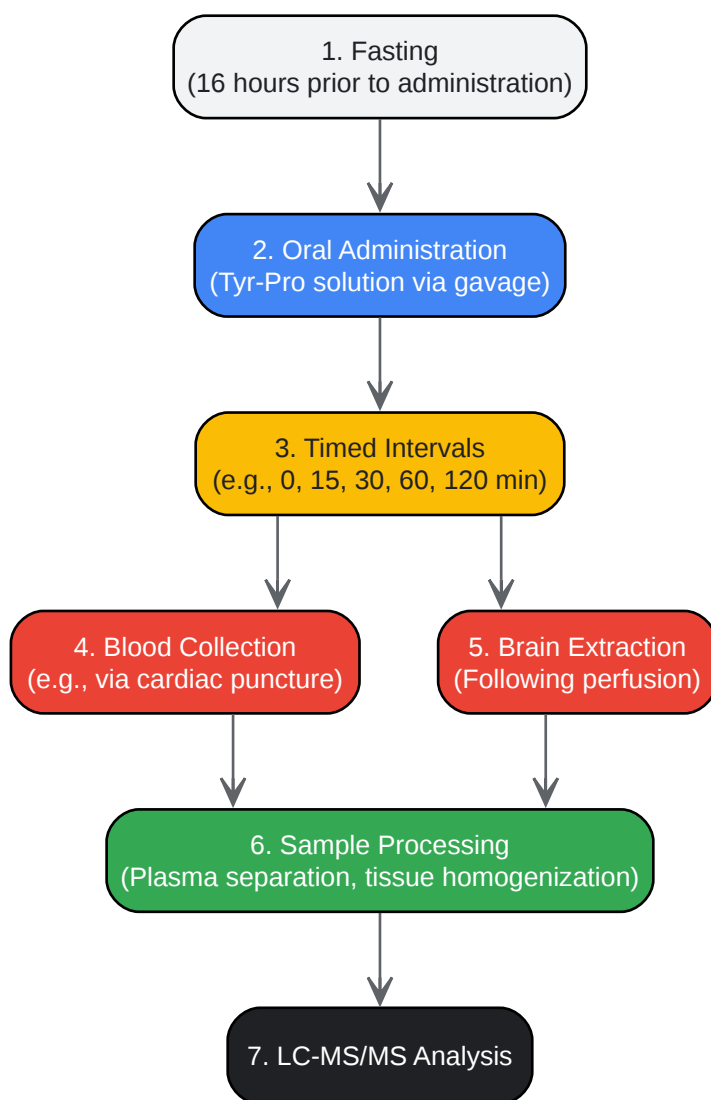 1. Fasting
(16 hours prior to administration)
2. Oral Administration
(Tyr-Pro solution via gavage)
3. Timed Intervals
(e.g., 0, 15, 30, 60, 120 min)
4. Blood Collection
(e.g., via cardiac puncture)
5. Brain Extraction
(Following perfusion)
6. Sample Processing
(Plasma separation, tissue homogenization)
7. LC-MS/MS Analysis